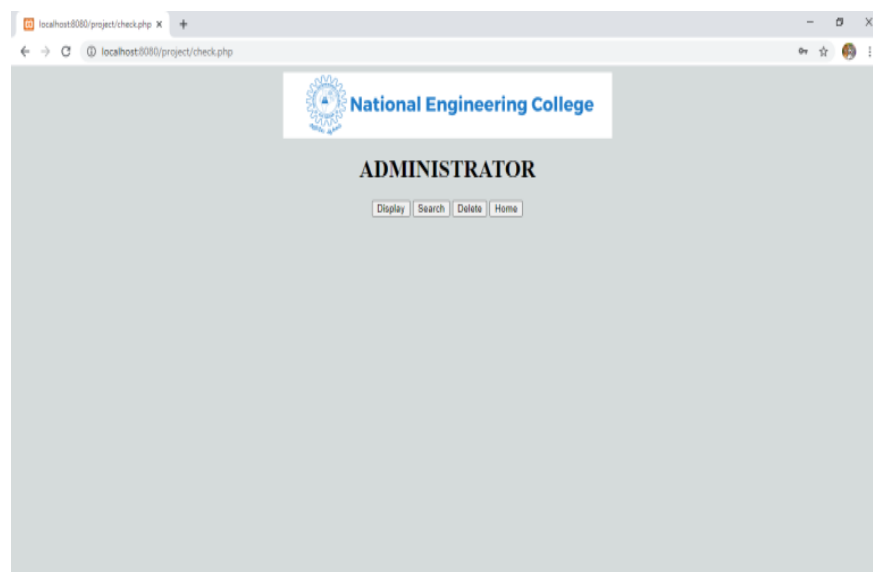 localhost:8080/project/check.php
localhost:8080/project/check.php
National Engineering College
ADMINISTRATOR
Display Search Delete Home